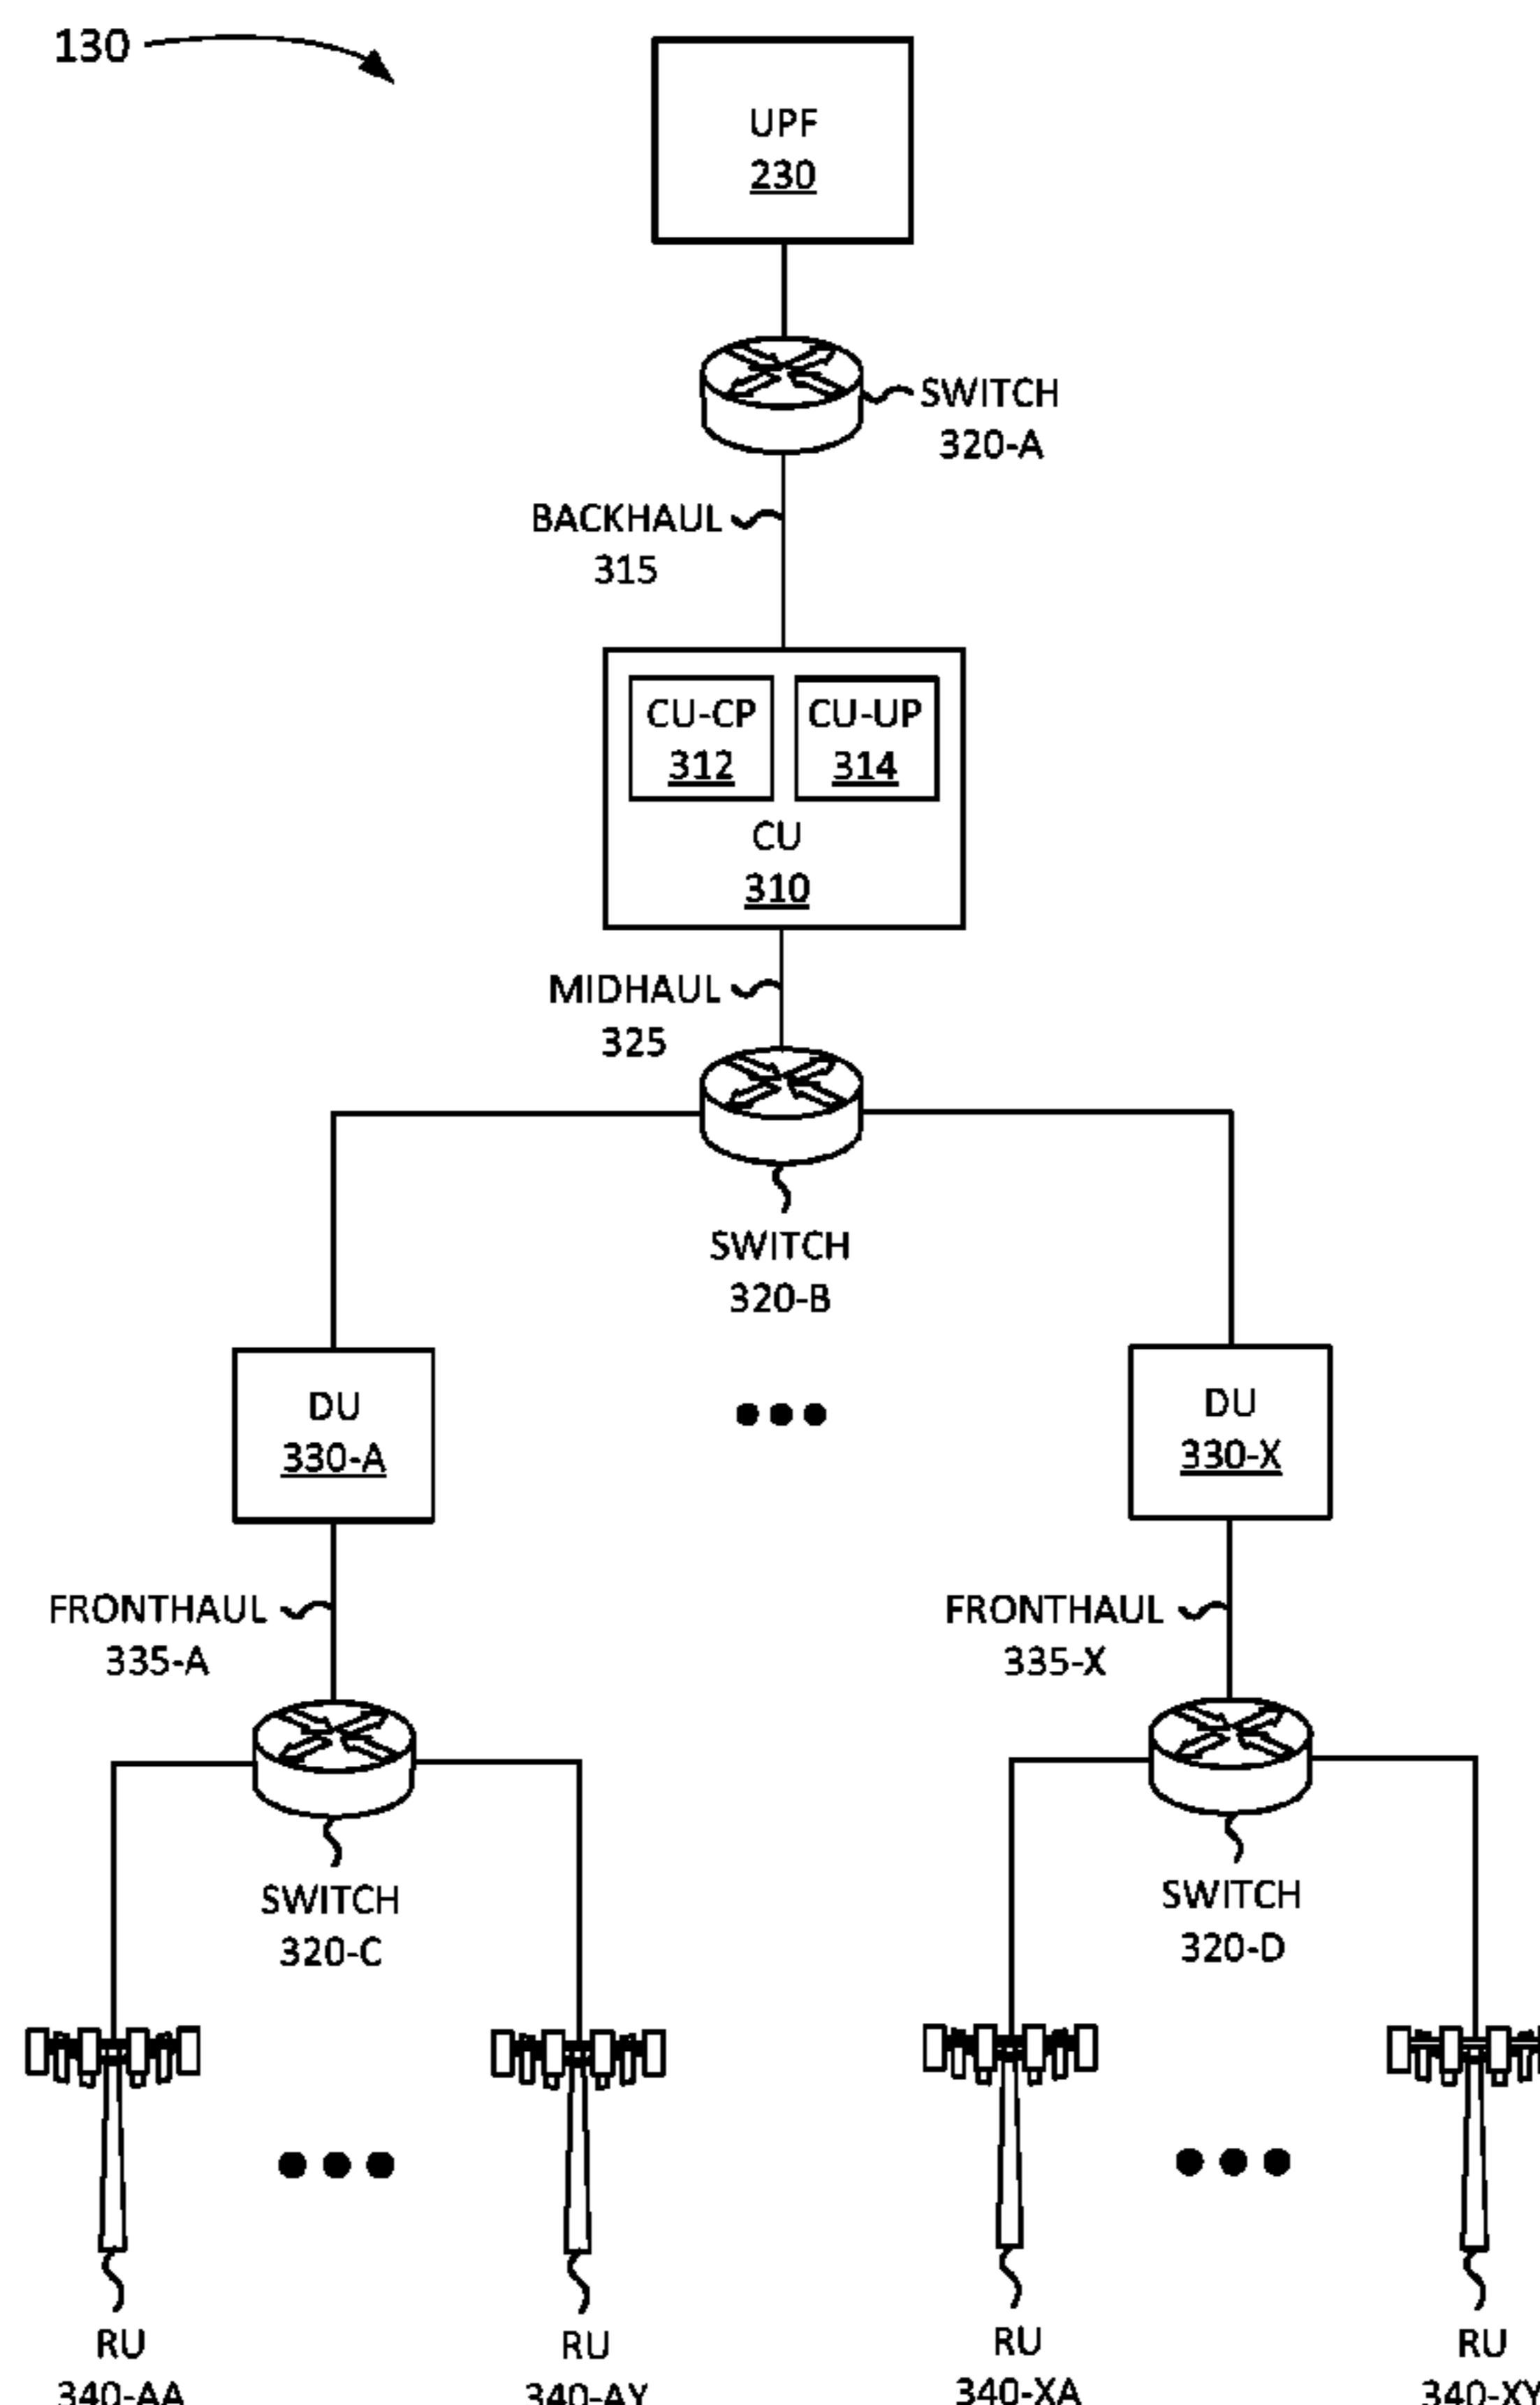 130
UPF
230
SWITCH
320-A
BACKHAUL
315
CU-CP
312
CU-UP
314
CU
310
MIDHAUL
325
SWITCH
320-B
DU
330-A
DU
330-X
FRONTHAUL
335-A
FRONTHAUL
335-X
SWITCH
320-C
SWITCH
320-D
RU
340-AA
RU
340-AY
RU
340-XA
RU
340-XY